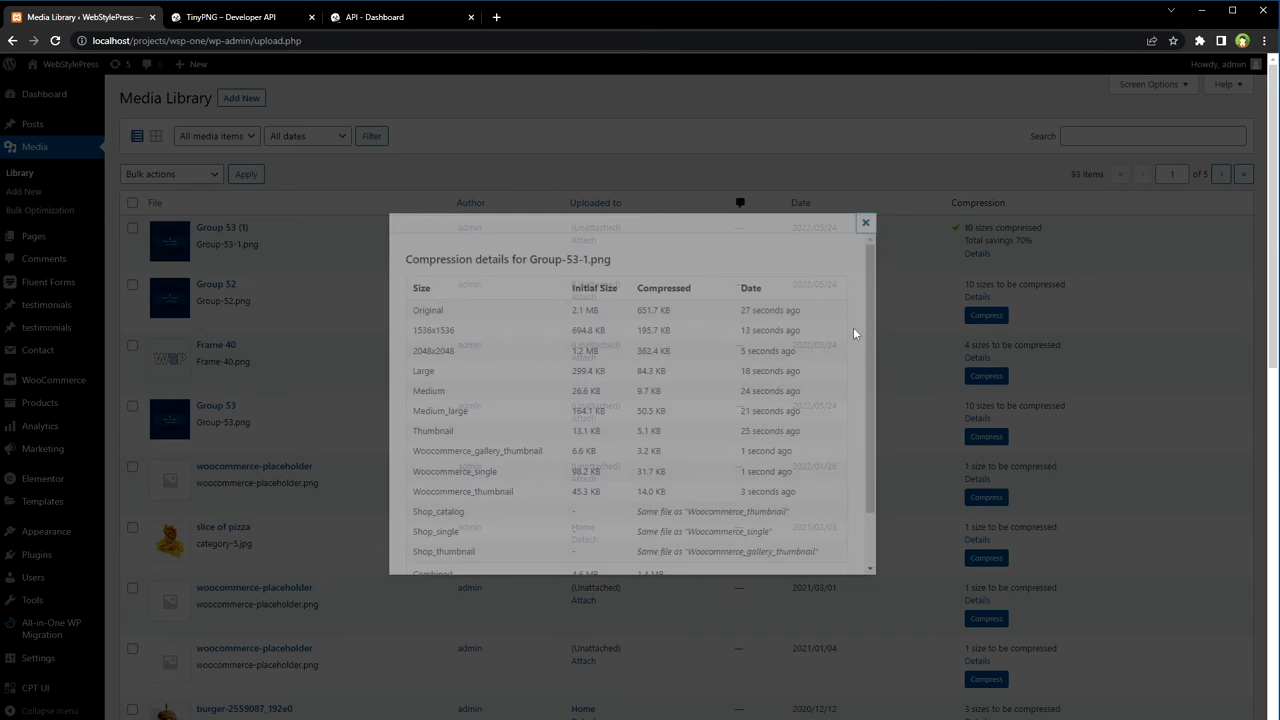 Media Library ‹ WebStylePress —
TinyPNG – Developer API
API - Dashboard
localhost/projects/wsp-one/wp-admin/upload.php
WebStylePress
5
0
New
Howdy, admin
Dashboard
Posts
Media
Library
Add New
Bulk Optimization
Pages
Comments
Fluent Forms
testimonials
testimonials
Contact
WooCommerce
Products
Analytics
Marketing
Elementor
Templates
Appearance
Plugins
Users
Tools
All-in-One WP
Migration
Settings
CPT UI
Collapse menu
Media Library
Add New
Screen Options
Help
All media items
All dates
Filter
Search
Bulk actions
Apply
93 items
«
‹
1
of 5
›
»
File
Author
Uploaded to
Date
Compression
Group 53 (1)
Group-53-1.png
admin
(Unattached)
Attach
—
2022/05/24
10 sizes compressed
Total savings 70%
Details
Group 52
Group-52.png
10 sizes to be compressed
Details
Compress
Frame 40
Frame-40.png
4 sizes to be compressed
Details
Compress
Group 53
Group-53.png
10 sizes to be compressed
Details
Compress
woocommerce-placeholder
woocommerce-placeholder.png
1 size to be compressed
Details
Compress
slice of pizza
category-5.jpg
1 size to be compressed
Details
Compress
woocommerce-placeholder
woocommerce-placeholder.png
admin
(Unattached)
Attach
—
2021/03/01
1 size to be compressed
Details
Compress
woocommerce-placeholder
woocommerce-placeholder.png
admin
(Unattached)
Attach
—
2021/01/04
1 size to be compressed
Details
Compress
burger-2559087_192e0
admin
Home
—
2020/12/12
3 sizes to be compressed
Compression details for Group-53-1.png
Size Initial Size Compressed Date
Original 2.1 MB 651.7 KB 27 seconds ago
1536x1536 694.8 KB 195.7 KB 13 seconds ago
2048x2048 1.2 MB 362.4 KB 5 seconds ago
Large 299.4 KB 84.3 KB 18 seconds ago
Medium 26.6 KB 9.7 KB 24 seconds ago
Medium_large 164.1 KB 50.5 KB 21 seconds ago
Thumbnail 13.1 KB 5.1 KB 25 seconds ago
Woocommerce_gallery_thumbnail 6.6 KB 3.2 KB 1 second ago
Woocommerce_single 98.2 KB 31.7 KB 1 second ago
Woocommerce_thumbnail 45.3 KB 14.0 KB 3 seconds ago
Shop_catalog - Same file as "Woocommerce_thumbnail"
Shop_single - Same file as "Woocommerce_single"
Shop_thumbnail - Same file as "Woocommerce_gallery_thumbnail"
Combined 4.6 MB 1.4 MB